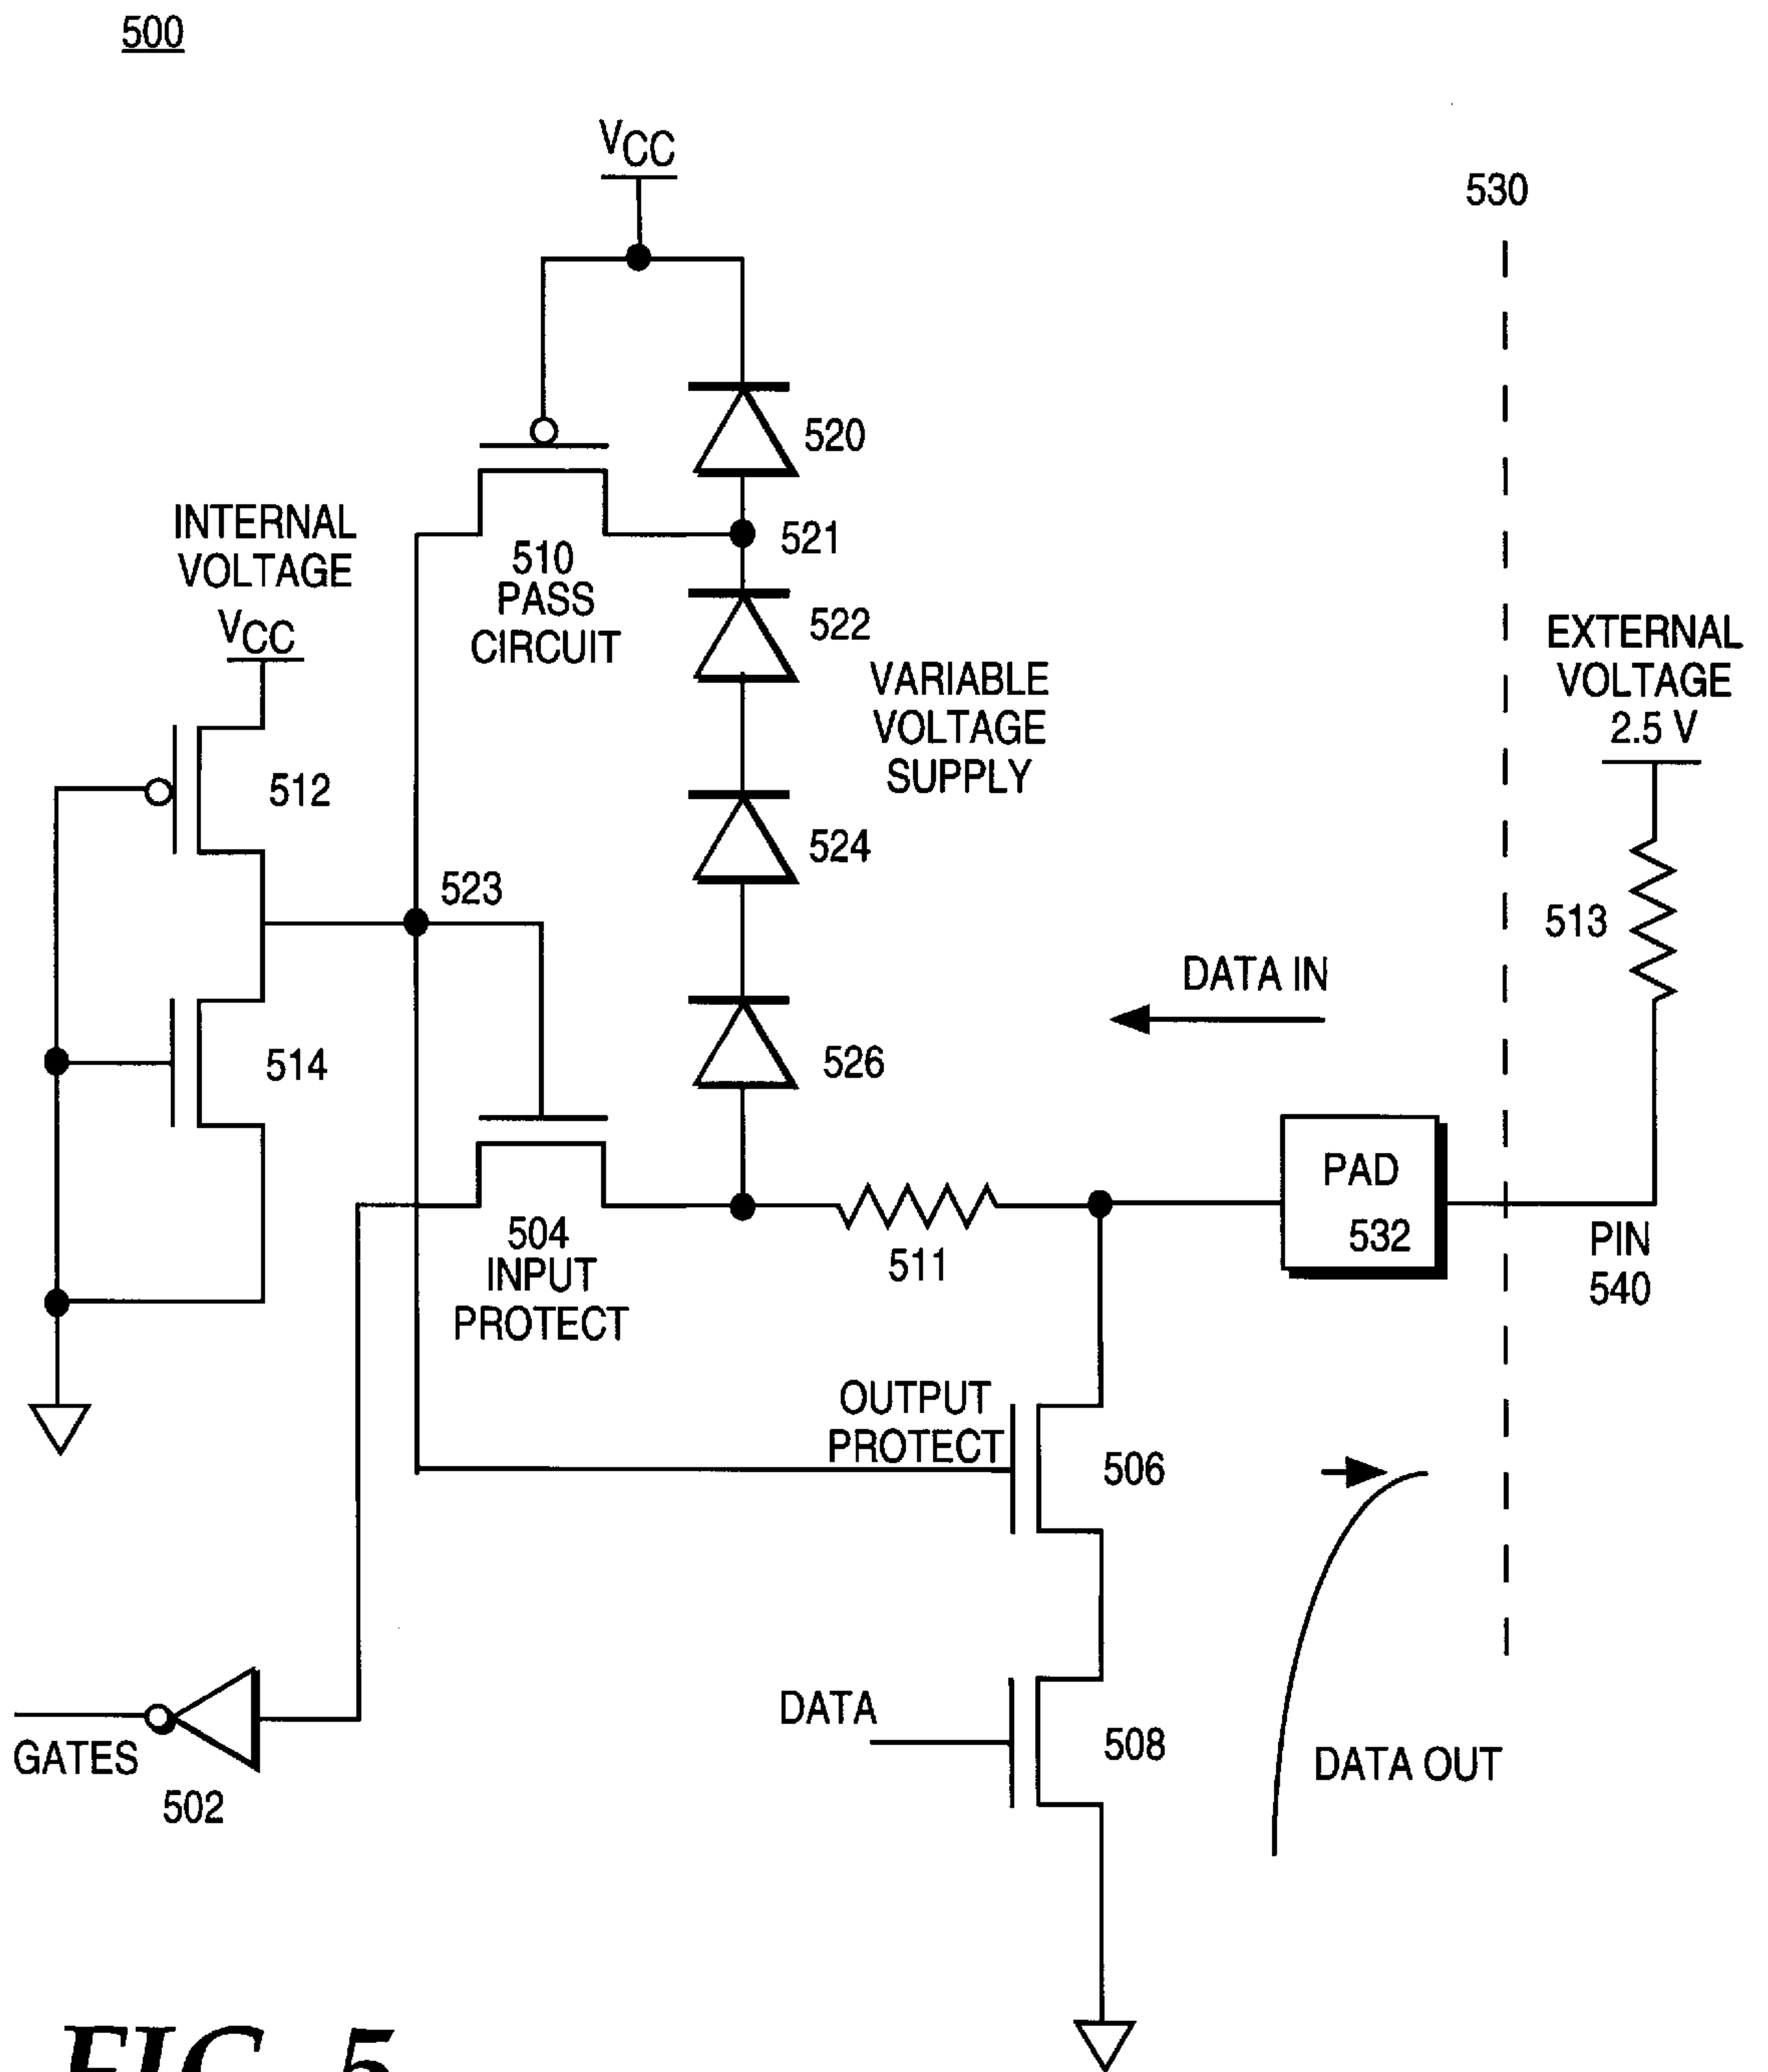 500
VCC
530
520
521
INTERNAL
VOLTAGE
VCC
510
PASS
CIRCUIT
522
VARIABLE
VOLTAGE
SUPPLY
EXTERNAL
VOLTAGE
2.5 V
512
524
523
513
DATA IN
514
526
PAD
532
504
INPUT
PROTECT
511
PIN
540
OUTPUT
PROTECT
506
DATA
508
GATES
502
DATA OUT
FIG. 5